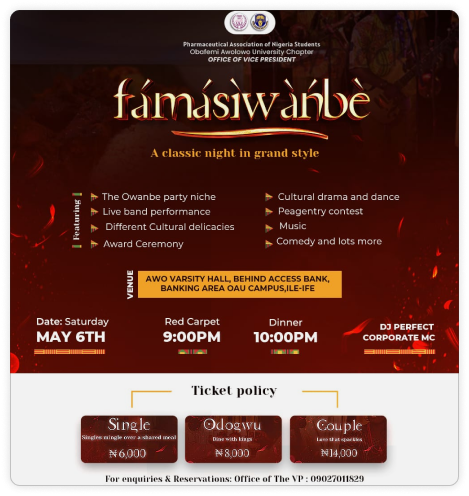 Pharmaceutical Association of Nigeria Students
Obafemi Awolowo University Chapter
OFFICE OF VICE PRESIDENT
fámásìwàńbè
A classic night in grand style
Featuring
The Owanbe party niche
Live band performance
Different Cultural delicacies
Award Ceremony
Cultural drama and dance
Peagentry contest
Music
Comedy and lots more
VENUE
AWO VARSITY HALL, BEHIND ACCESS BANK,
BANKING AREA OAU CAMPUS,ILE-IFE
Date: Saturday
MAY 6TH
Red Carpet
9:00PM
Dinner
10:00PM
DJ PERFECT
CORPORATE MC
Ticket policy
Single
Singles mingle over a shared meal
₦6,000
Odogwu
Dine with kings
₦8,000
Couple
Love that sparkles
₦14,000
For enquiries & Reservations: Office of The VP : 09027011829